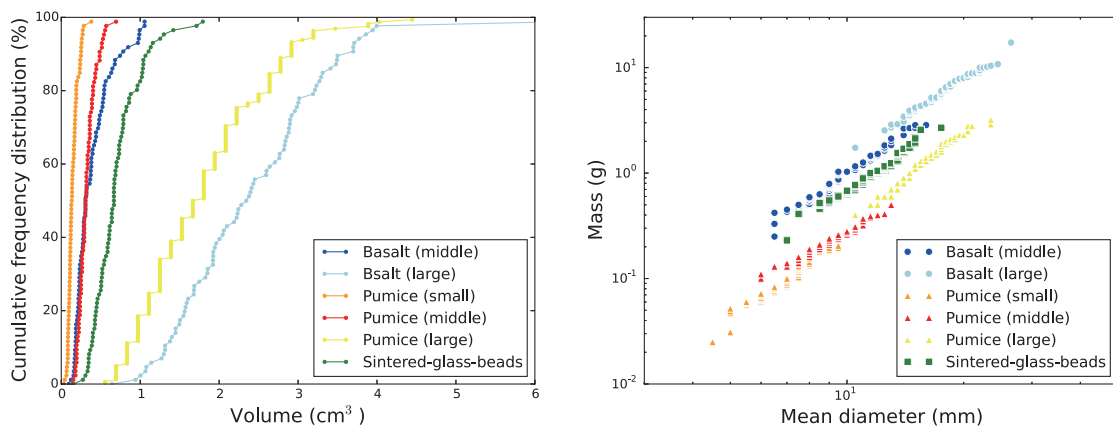 Cumulative frequency distribution (%)
100
80
60
40
20
0
Basalt (middle)
Bsalt (large)
Pumice (small)
Pumice (middle)
Pumice (large)
Sintered-glass-beads
0 1 2 3 4 5 6
Volume (cm³ )
Mass (g)
10¹
10⁰
10⁻¹
10⁻²
Basalt (middle)
Basalt (large)
Pumice (small)
Pumice (middle)
Pumice (large)
Sintered-glass-beads
10¹
Mean diameter (mm)